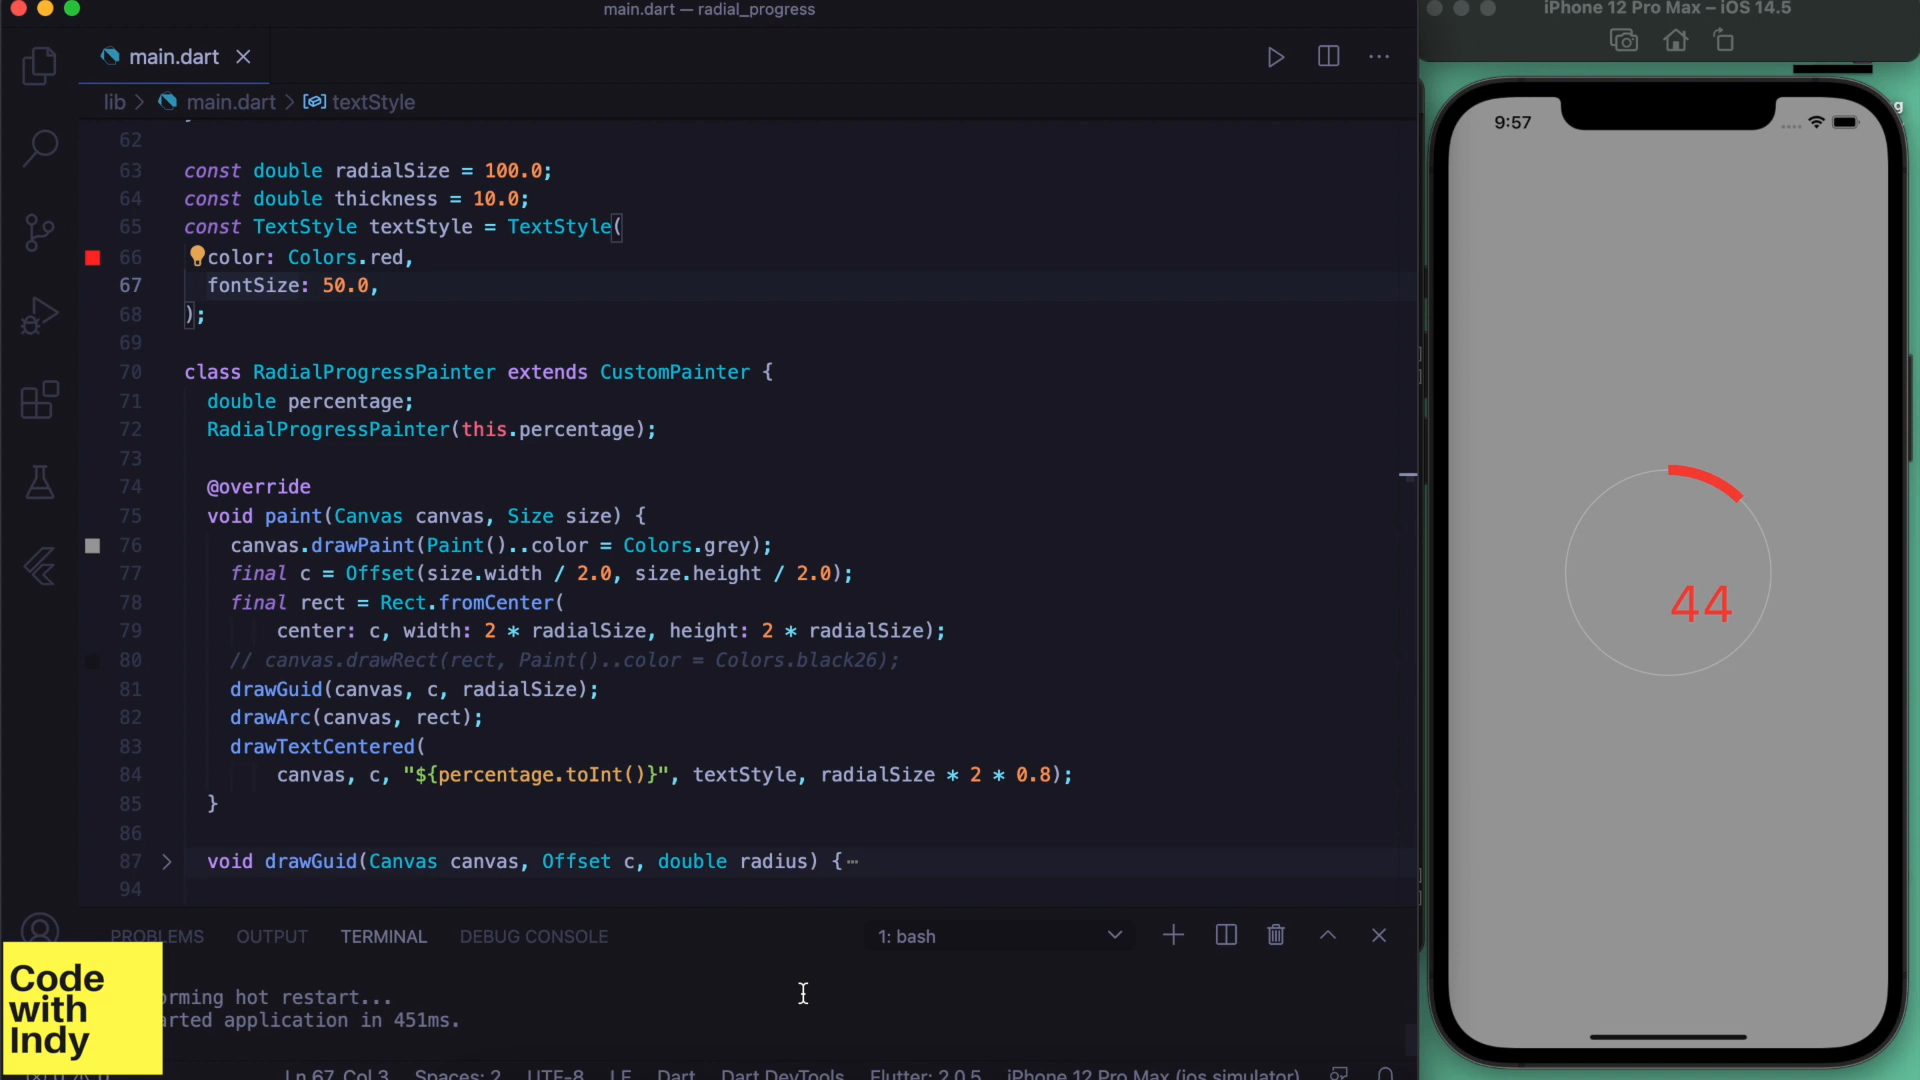 main.dart — radial_progress
main.dart
lib > main.dart > textStyle
62
63 const double radialSize = 100.0;
64 const double thickness = 10.0;
65 const TextStyle textStyle = TextStyle(
66 color: Colors.red,
67 fontSize: 50.0,
68 );
69
70 class RadialProgressPainter extends CustomPainter {
71 double percentage;
72 RadialProgressPainter(this.percentage);
73
74 @override
75 void paint(Canvas canvas, Size size) {
76 canvas.drawPaint(Paint()..color = Colors.grey);
77 final c = Offset(size.width / 2.0, size.height / 2.0);
78 final rect = Rect.fromCenter(
79 center: c, width: 2 * radialSize, height: 2 * radialSize);
80 // canvas.drawRect(rect, Paint()..color = Colors.black26);
81 drawGuid(canvas, c, radialSize);
82 drawArc(canvas, rect);
83 drawTextCentered(
84 canvas, c, "${percentage.toInt()}", textStyle, radialSize * 2 * 0.8);
85 }
86
87 void drawGuid(Canvas canvas, Offset c, double radius) {
94
PROBLEMS OUTPUT TERMINAL DEBUG CONSOLE 1: bash
orming hot restart...
arted application in 451ms.
Code
with
Indy
Ln 67, Col 3 Spaces: 2 UTF-8 LF Dart Dart DevTools Flutter: 2.0.5 iPhone 12 Pro Max (ios simulator)
iPhone 12 Pro Max – iOS 14.5
g
9:57
44